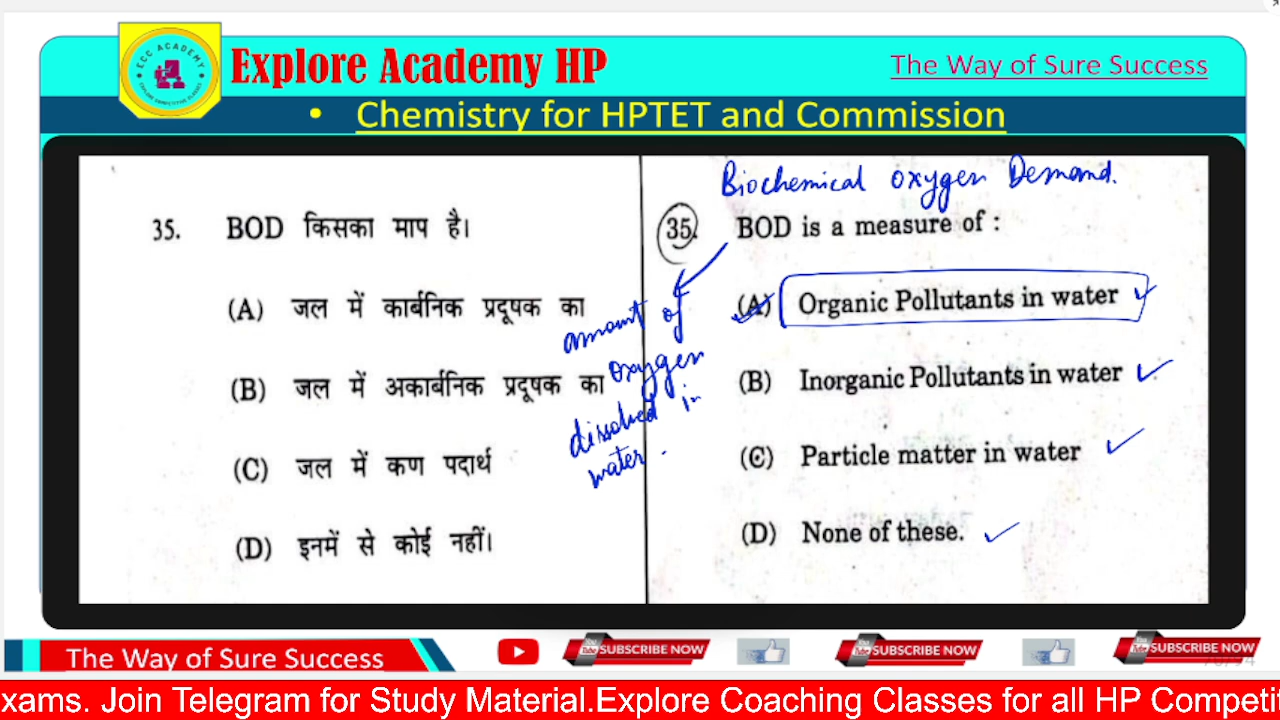 ECC ACADEMY
Explore Academy HP
The Way of Sure Success
• Chemistry for HPTET and Commission
35. BOD किसका माप है।
(A) जल में कार्बनिक प्रदूषक का
(B) जल में अकार्बनिक प्रदूषक का
(C) जल में कण पदार्थ
(D) इनमें से कोई नहीं।
Biochemical oxygen Demand.
35. BOD is a measure of :
amount of
oxygen
dissolved in
water.
(A) Organic Pollutants in water
(B) Inorganic Pollutants in water
(C) Particle matter in water
(D) None of these.
The Way of Sure Success
SUBSCRIBE NOW
SUBSCRIBE NOW
SUBSCRIBE NOW
xams. Join Telegram for Study Material.Explore Coaching Classes for all HP Competit